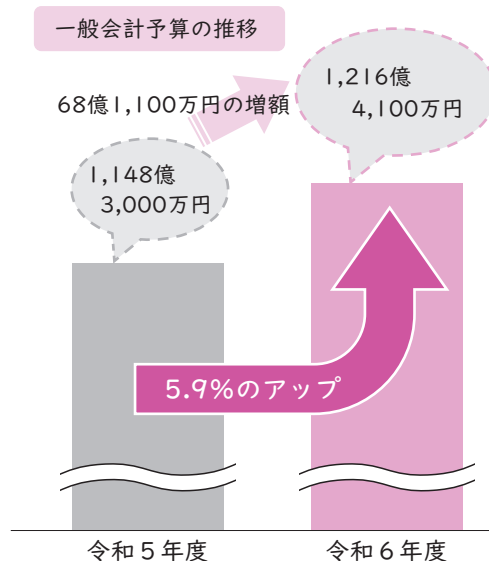 一般会計予算の推移
68億1,100万円の増額
1,216億
4,100万円
1,148億
3,000万円
5.9%のアップ
令和5年度
令和6年度